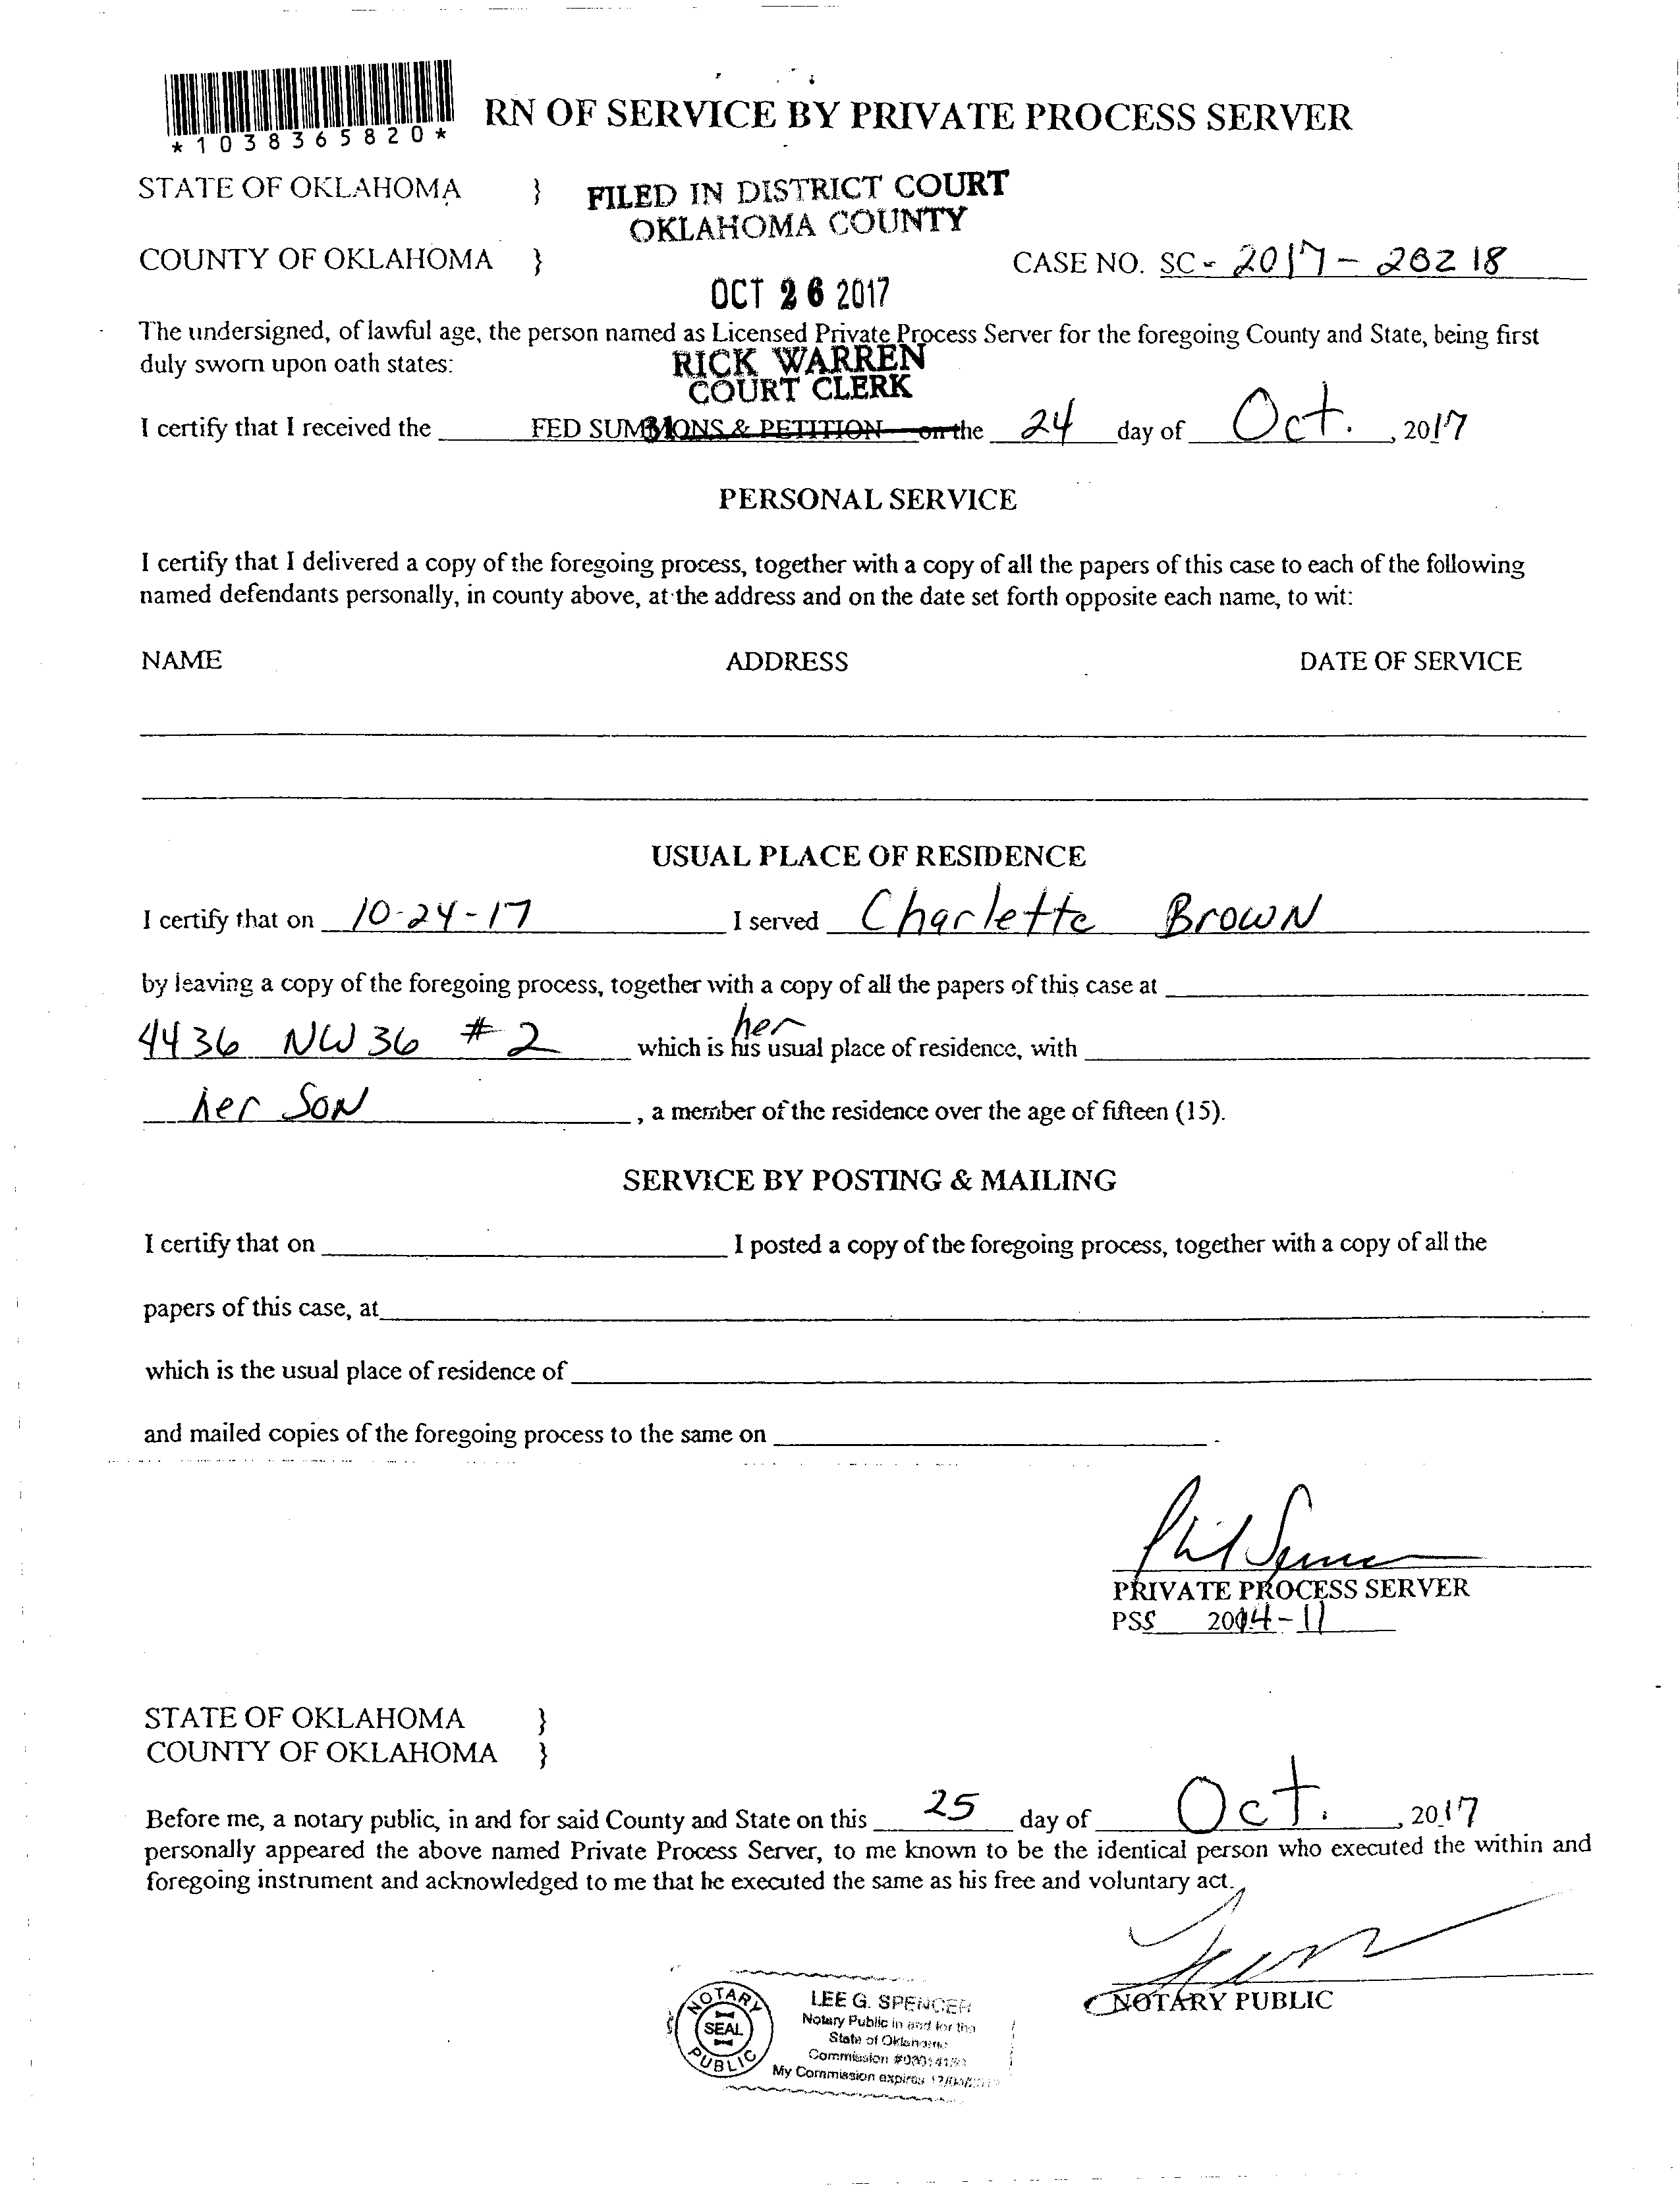 *1038365820*
RN OF SERVICE BY PRIVATE PROCESS SERVER
STATE OF OKLAHOMA }
FILED IN DISTRICT COURT
OKLAHOMA COUNTY
COUNTY OF OKLAHOMA }
CASE NO. SC - 2017 - 20218
OCT 26 2017
The undersigned, of lawful age, the person named as Licensed Private Process Server for the foregoing County and State, being first
duly sworn upon oath states:
RICK WARREN
COURT CLERK
I certify that I received the FED SUMMONS & PETITION on the 24 day of Oct. , 2017
PERSONAL SERVICE
I certify that I delivered a copy of the foregoing process, together with a copy of all the papers of this case to each of the following
named defendants personally, in county above, at the address and on the date set forth opposite each name, to wit:
NAME ADDRESS DATE OF SERVICE
USUAL PLACE OF RESIDENCE
I certify that on 10-24-17 I served Charlette Brown
by leaving a copy of the foregoing process, together with a copy of all the papers of this case at
her
4436 NW 36 # 2 which is his usual place of residence, with
her SON , a member of the residence over the age of fifteen (15).
SERVICE BY POSTING & MAILING
I certify that on I posted a copy of the foregoing process, together with a copy of all the
papers of this case, at
which is the usual place of residence of
and mailed copies of the foregoing process to the same on .
PRIVATE PROCESS SERVER
PSS 2014-11
STATE OF OKLAHOMA }
COUNTY OF OKLAHOMA }
Before me, a notary public, in and for said County and State on this 25 day of Oct. , 2017
personally appeared the above named Private Process Server, to me known to be the identical person who executed the within and
foregoing instrument and acknowledged to me that he executed the same as his free and voluntary act.
NOTARY PUBLIC
NOTARY
SEAL
PUBLIC
LEE G. SPENCER
Notary Public in and for the
State of Oklahoma
Commission
My Commission expires